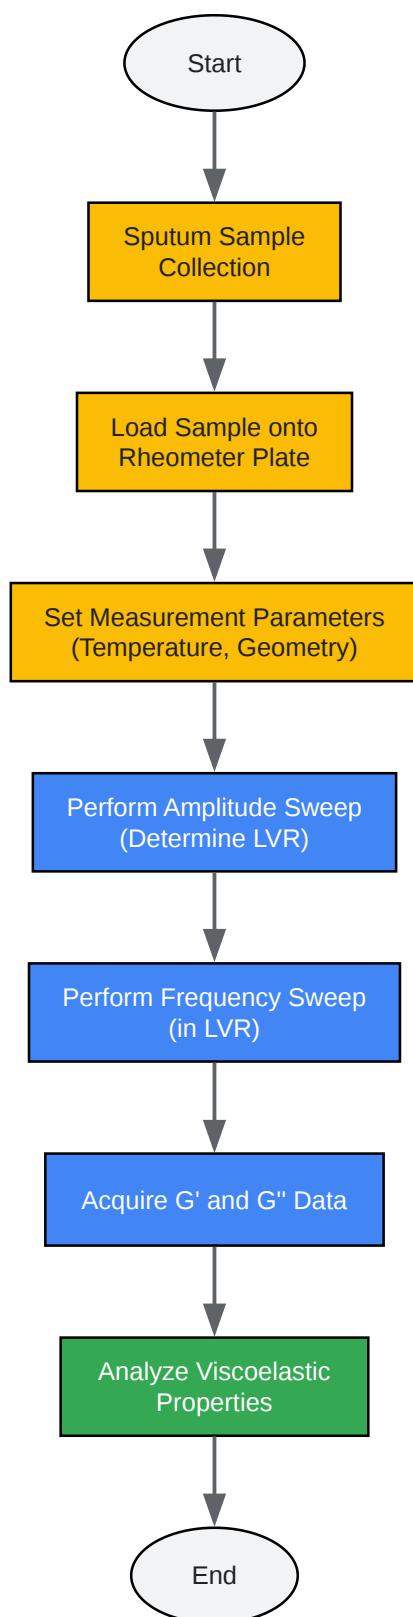 Start
Sputum Sample
Collection
Load Sample onto
Rheometer Plate
Set Measurement Parameters
(Temperature, Geometry)
Perform Amplitude Sweep
(Determine LVR)
Perform Frequency Sweep
(in LVR)
Acquire G' and G'' Data
Analyze Viscoelastic
Properties
End